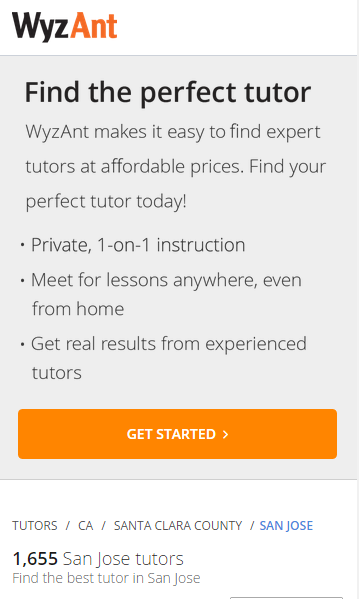 WyzAnt
Find the perfect tutor
WyzAnt makes it easy to find expert
tutors at affordable prices. Find your
perfect tutor today!
• Private, 1-on-1 instruction
• Meet for lessons anywhere, even
from home
• Get real results from experienced
tutors
GET STARTED >
TUTORS / CA / SANTA CLARA COUNTY / SAN JOSE
1,655 San Jose tutors
Find the best tutor in San Jose